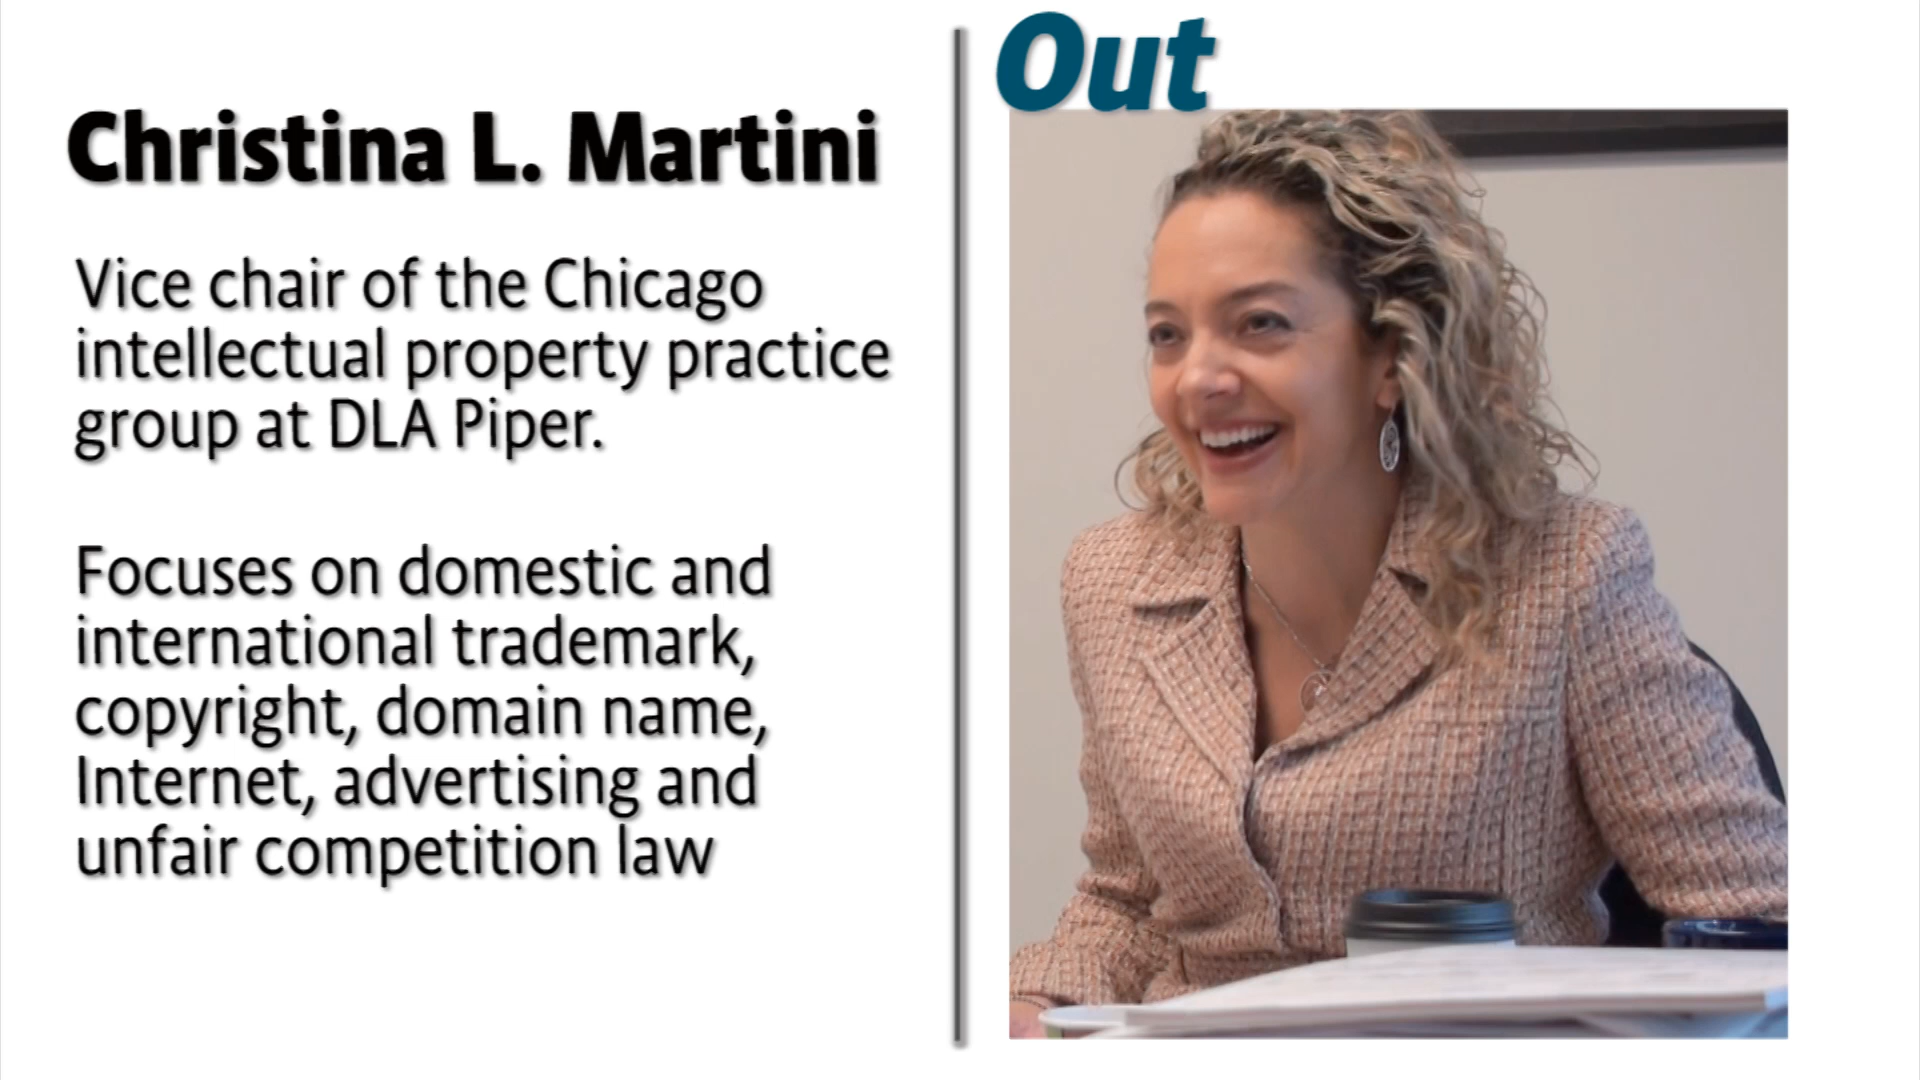 Out
Christina L. Martini
Vice chair of the Chicago
intellectual property practice
group at DLA Piper.
Focuses on domestic and
international trademark,
copyright, domain name,
Internet, advertising and
unfair competition law